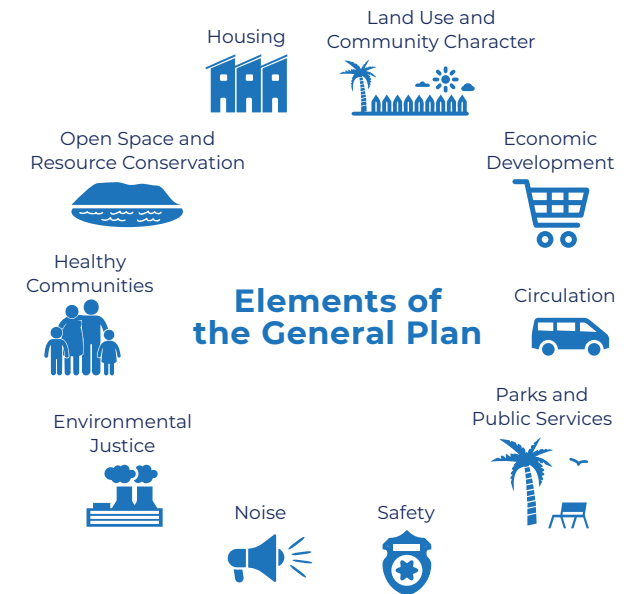 Housing
Land Use and
Community Character
Open Space and
Resource Conservation
Economic
Development
Healthy
Communities
Elements of
the General Plan
Circulation
Parks and
Public Services
Environmental
Justice
Noise
Safety